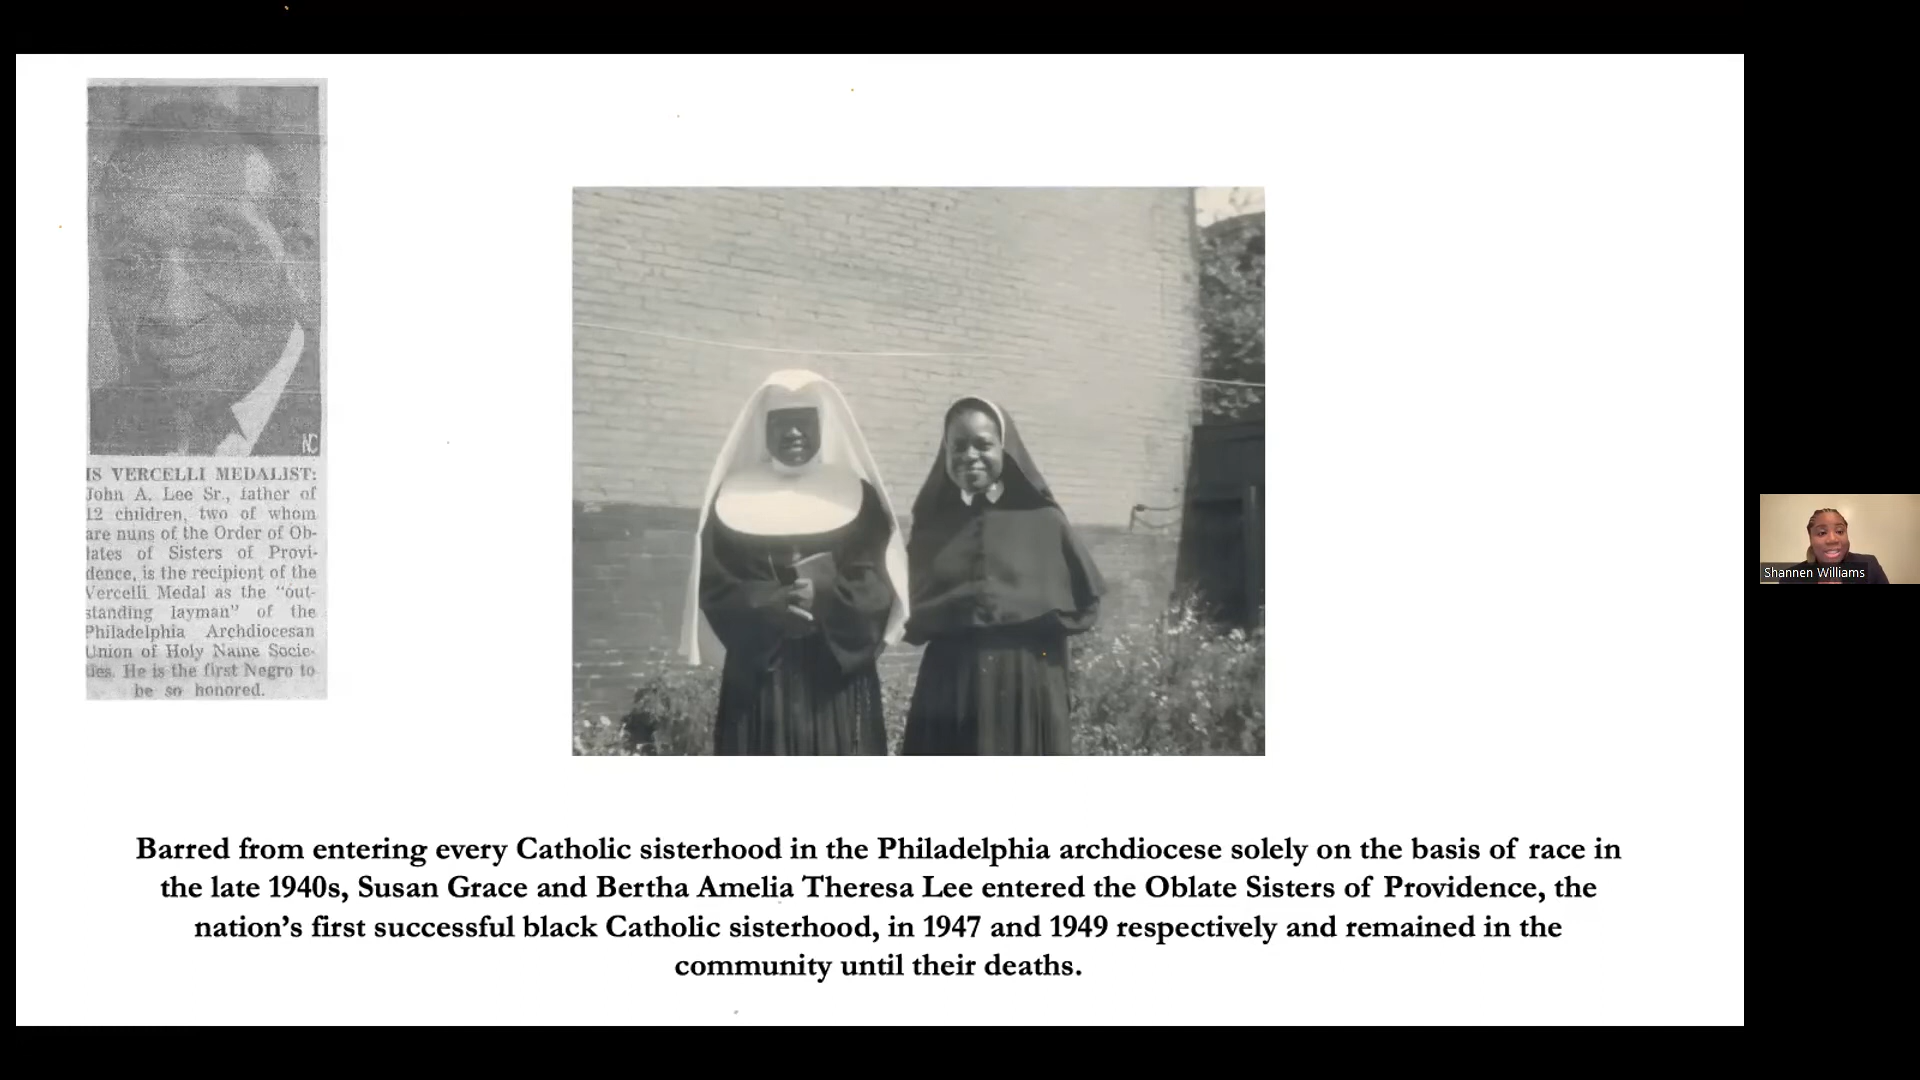 NC
IS VERCELLI MEDALIST:
John A. Lee Sr., father of
12 children, two of whom
are nuns of the Order of Ob-
lates of Sisters of Provi-
dence, is the recipient of the
Vercelli Medal as the “out-
standing layman” of the
Philadelphia Archdiocesan
Union of Holy Name Socie-
ties. He is the first Negro to
be so honored.
Barred from entering every Catholic sisterhood in the Philadelphia archdiocese solely on the basis of race in
the late 1940s, Susan Grace and Bertha Amelia Theresa Lee entered the Oblate Sisters of Providence, the
nation’s first successful black Catholic sisterhood, in 1947 and 1949 respectively and remained in the
community until their deaths.
Shannen Williams